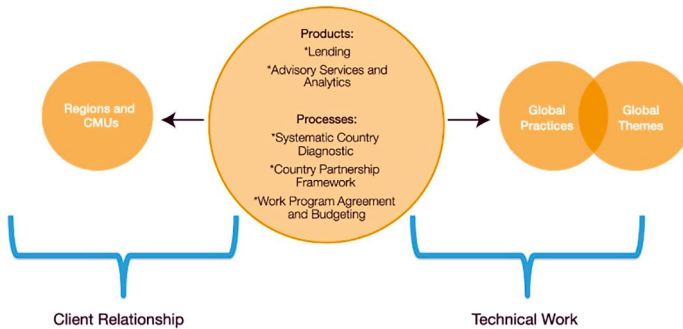 Products:
*Lending
*Advisory Services and
Analytics
Processes:
*Systematic Country
Diagnostic
*Country Partnership
Framework
*Work Program Agreement
and Budgeting
Regions and
CMUs
Global
Practices
Global
Themes
Client Relationship
Technical Work